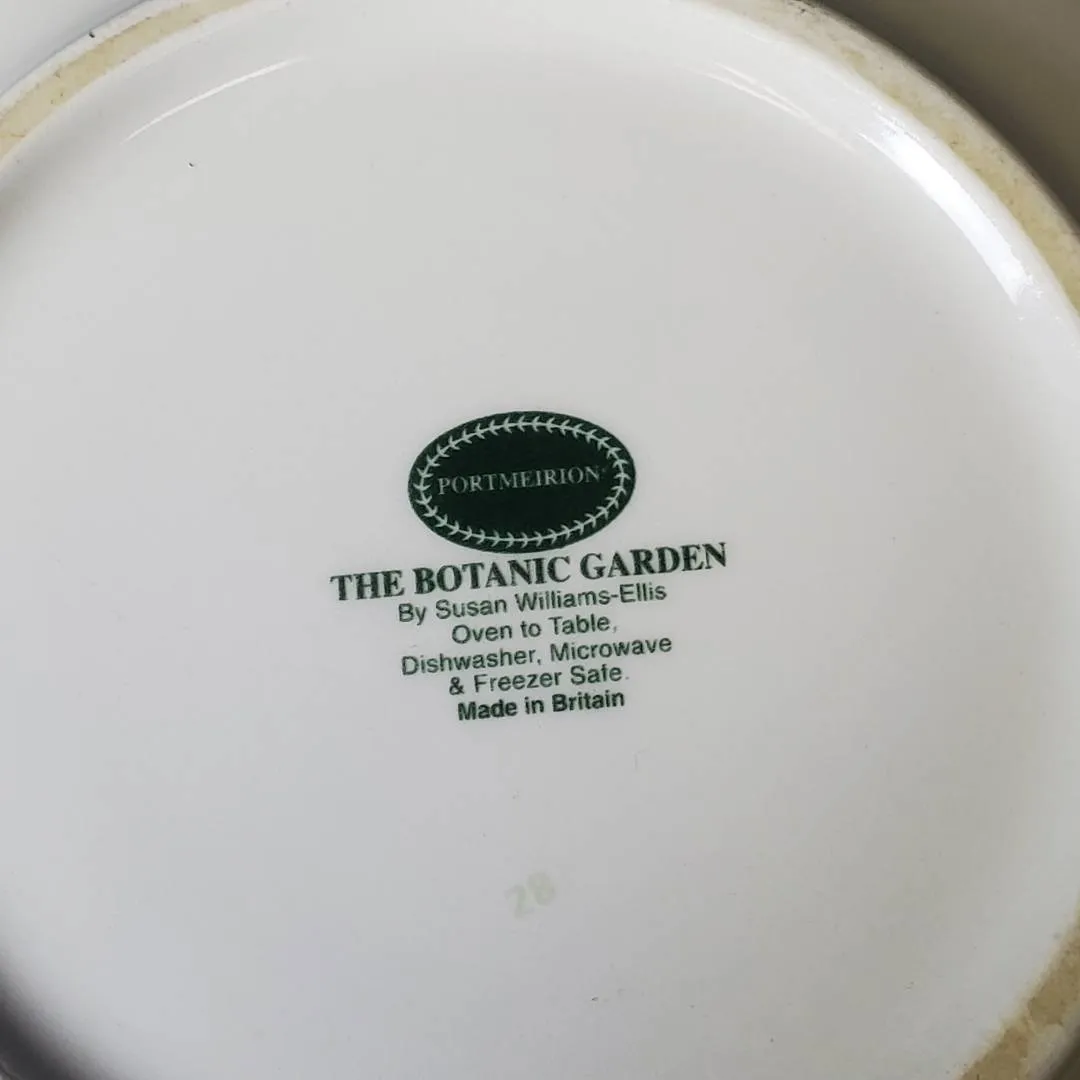 PORTMEIRION
THE BOTANIC GARDEN
By Susan Williams-Ellis
Oven to Table,
Dishwasher, Microwave
& Freezer Safe.
Made in Britain
28